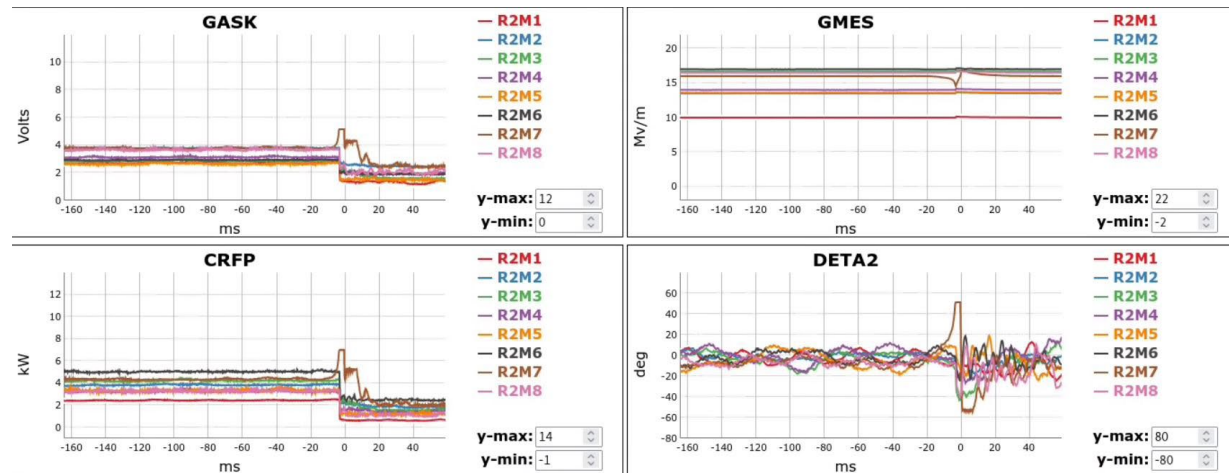 GASK
Volts
10
8
6
4
2
0
-160 -140 -120 -100 -80 -60 -40 -20 0 20 40
ms
R2M1
R2M2
R2M3
R2M4
R2M5
R2M6
R2M7
R2M8
y-max: 12
y-min: 0
GMES
Mv/m
20
15
10
5
0
-160 -140 -120 -100 -80 -60 -40 -20 0 20 40
ms
R2M1
R2M2
R2M3
R2M4
R2M5
R2M6
R2M7
R2M8
y-max: 22
y-min: -2
CRFP
kW
12
10
8
6
4
2
0
-160 -140 -120 -100 -80 -60 -40 -20 0 20 40
ms
R2M1
R2M2
R2M3
R2M4
R2M5
R2M6
R2M7
R2M8
y-max: 14
y-min: -1
DETA2
deg
60
40
20
0
-20
-40
-60
-80
-160 -140 -120 -100 -80 -60 -40 -20 0 20 40
ms
R2M1
R2M2
R2M3
R2M4
R2M5
R2M6
R2M7
R2M8
y-max: 80
y-min: -80